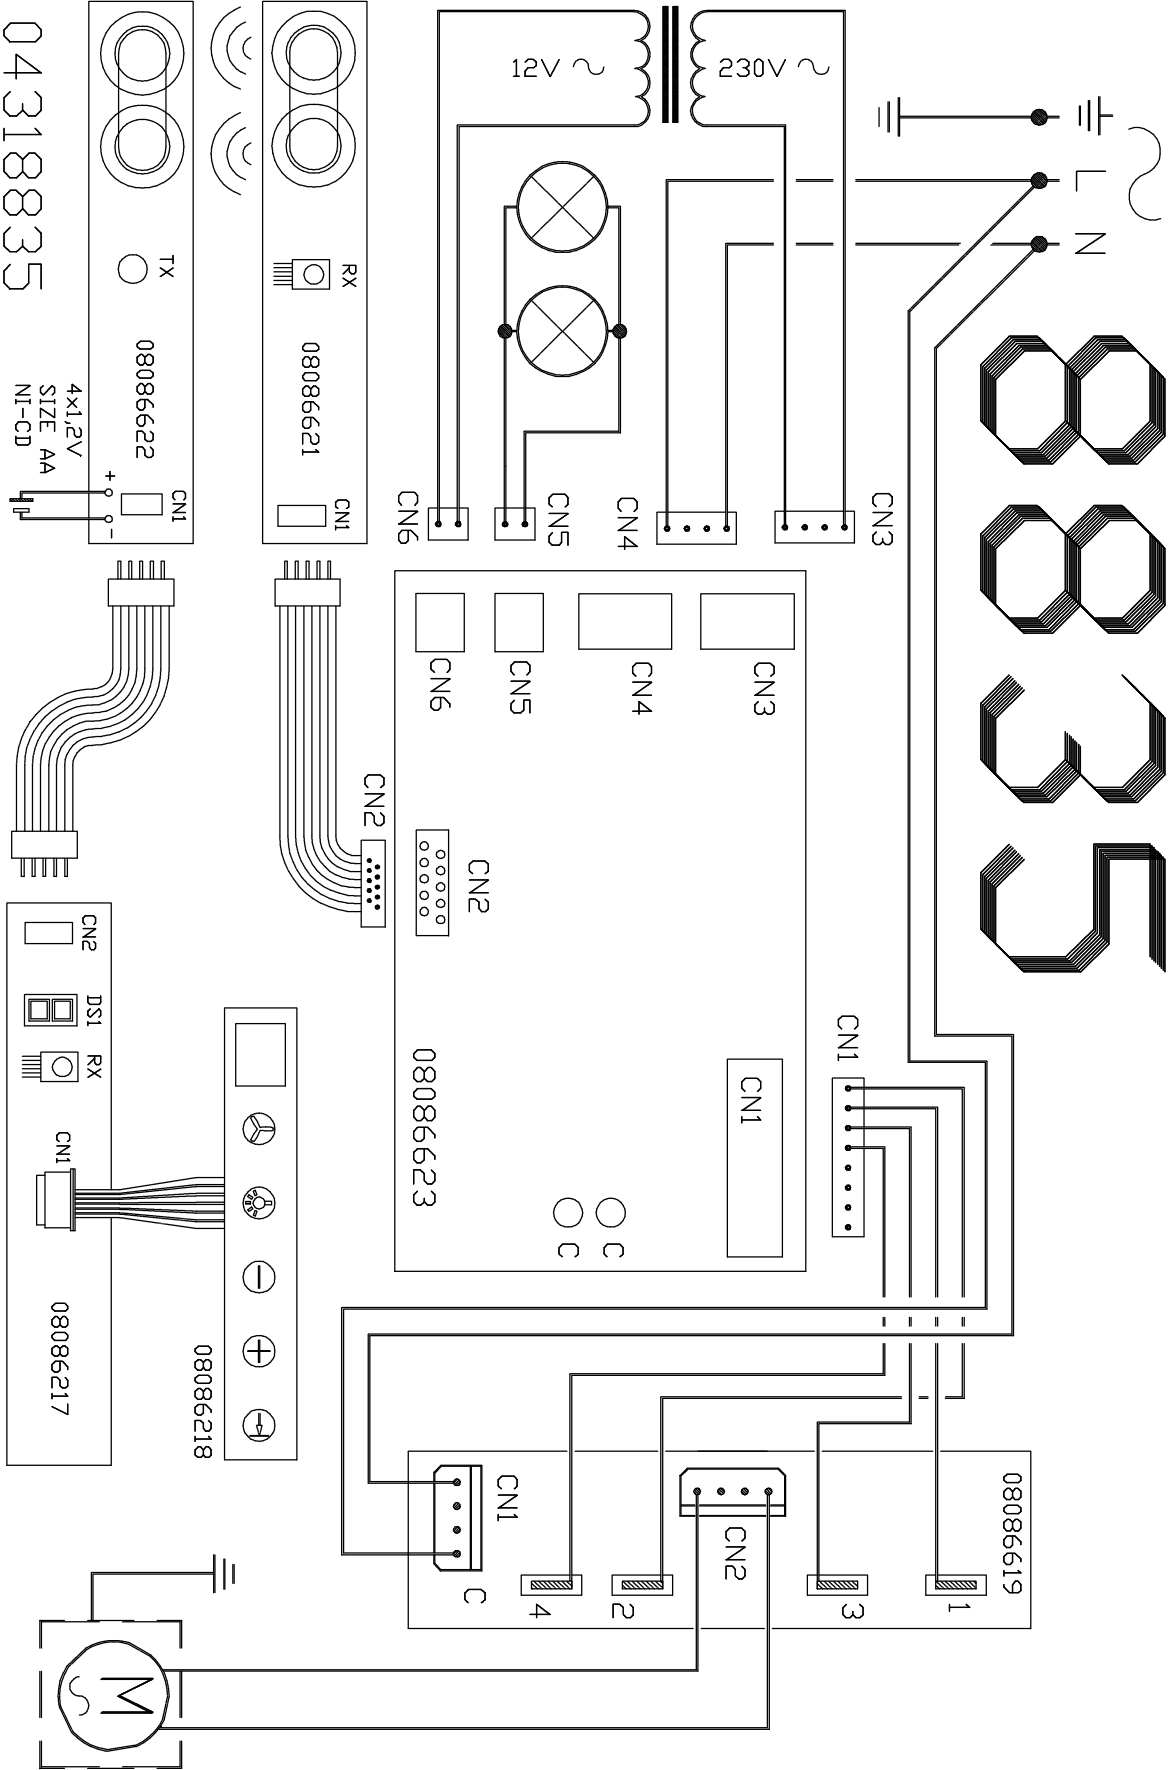 8835
L
N
230V
12V
CN3
CN4
CN5
CN6
CN3
CN4
CN5
CN6
CN2
CN2
CN1
CN1
08086623
C
C
RX
08086621
CN1
TX
08086622
CN1
+
-
4x1,2V
SIZE AA
NI-CD
04318835
CN2
DS1
RX
CN1
08086217
08086218
08086619
CN1
C
CN2
4
2
3
1
M